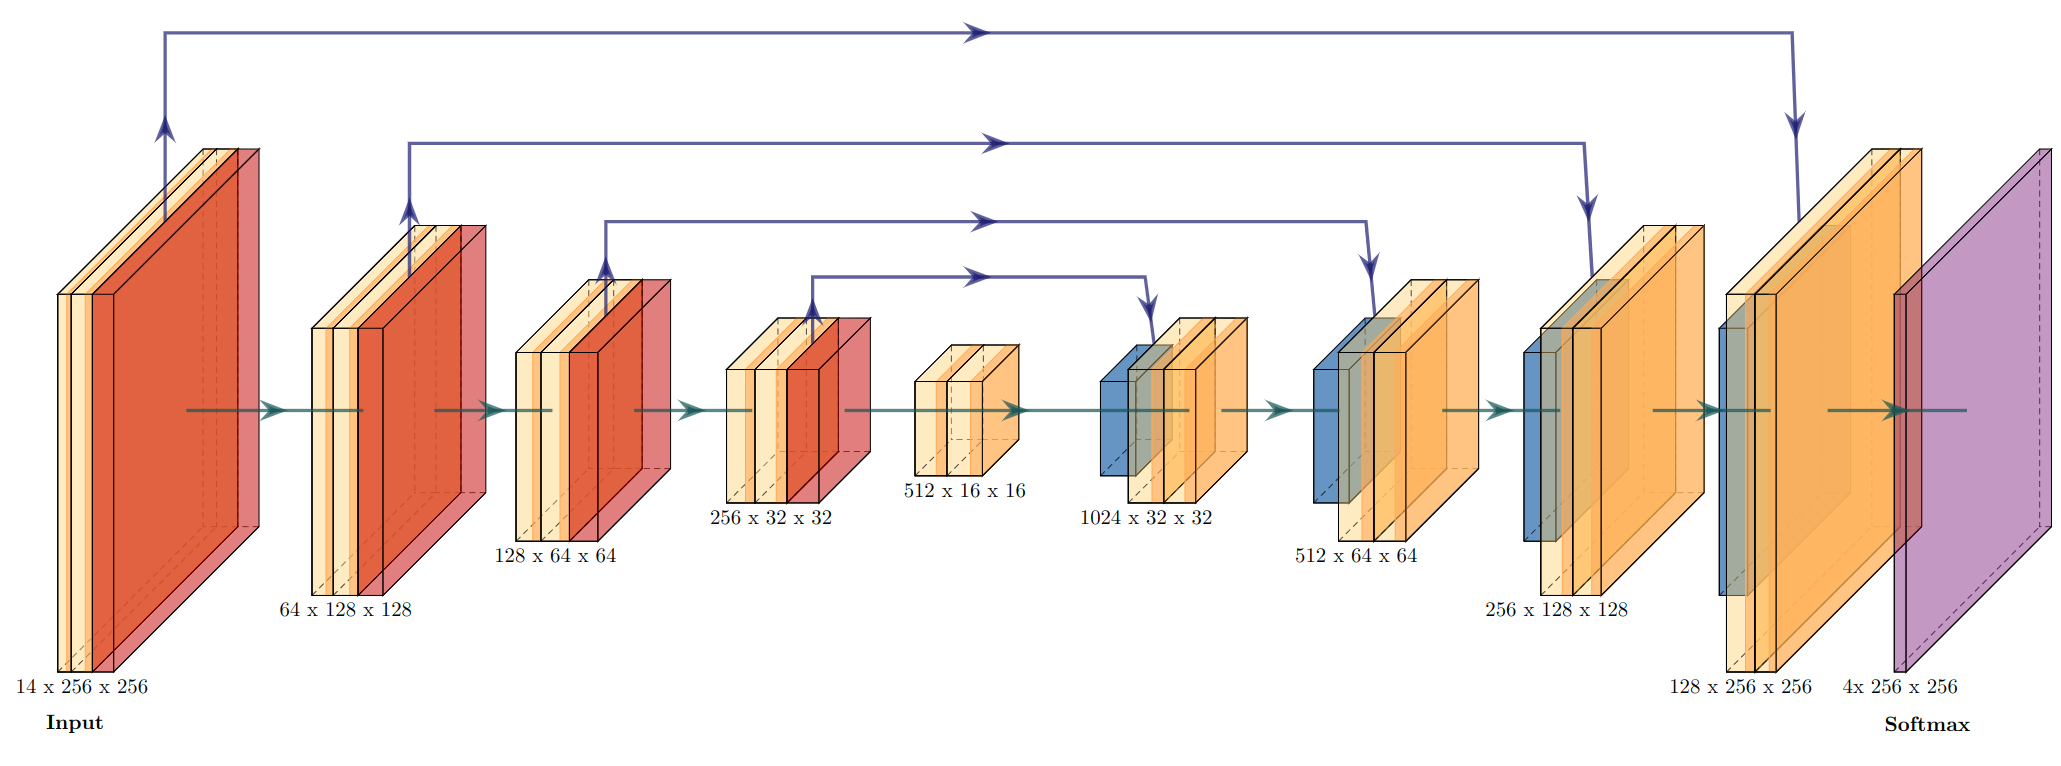 14 x 256 x 256
Input
64 x 128 x 128
128 x 64 x 64
256 x 32 x 32
512 x 16 x 16
1024 x 32 x 32
512 x 64 x 64
256 x 128 x 128
128 x 256 x 256
4x 256 x 256
Softmax